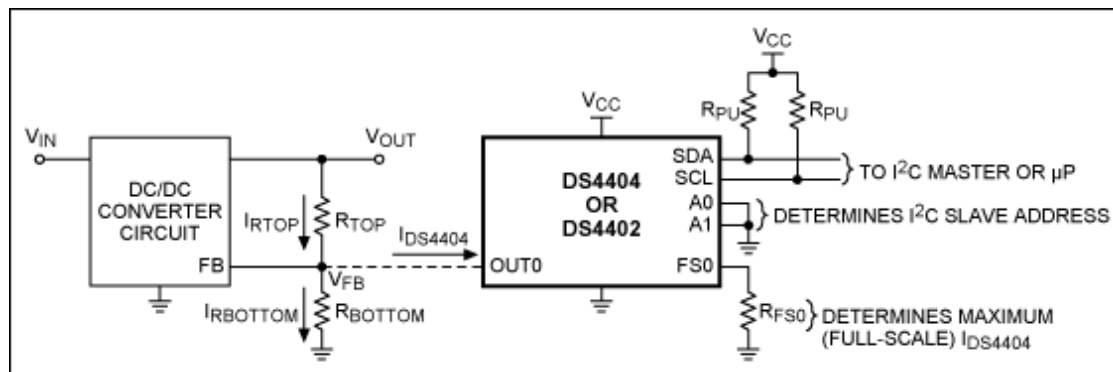 VCC
RPU
RPU
VCC
VIN
VOUT
DC/DC
CONVERTER
CIRCUIT
FB
IRTOP
RTOP
IDS4404
VFB
IRBOTTOM
RBOTTOM
DS4404
OR
DS4402
OUT0
SDA
SCL
A0
A1
FS0
TO I²C MASTER OR µP
DETERMINES I²C SLAVE ADDRESS
RFS0
DETERMINES MAXIMUM
(FULL-SCALE) IDS4404